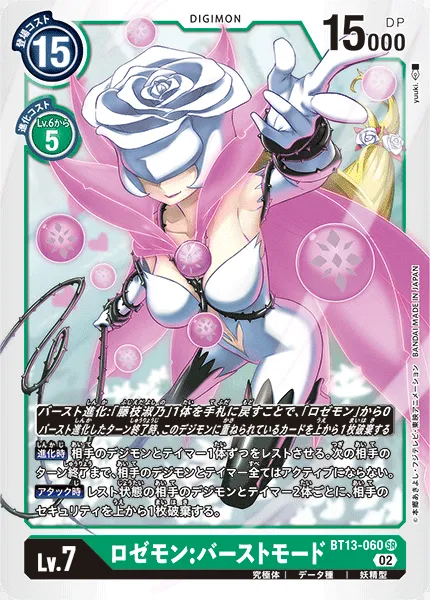 DIGIMON
登場コスト
15
DP
15000
進化コスト
Lv.6から
5
yuuki.
©本郷あきよし・フジテレビ・東映アニメーション BANDAI MADE IN JAPAN
バースト進化:「藤枝淑乃」1体を手札に戻すことで、「ロゼモン」から0
バースト進化したターン終了時、このデジモンに重ねられているカードを上から1枚破棄する
進化時 相手のデジモンとテイマー1体ずつをレストさせる。次の相手の
ターン終了まで、相手のデジモンとテイマー全てはアクティブにならない。
アタック時 レスト状態の相手のデジモンとテイマー2体ごとに、相手の
セキュリティを上から1枚破棄する。
Lv.7
ロゼモン:バーストモード
BT13-060 SR
02
究極体 データ種 妖精型